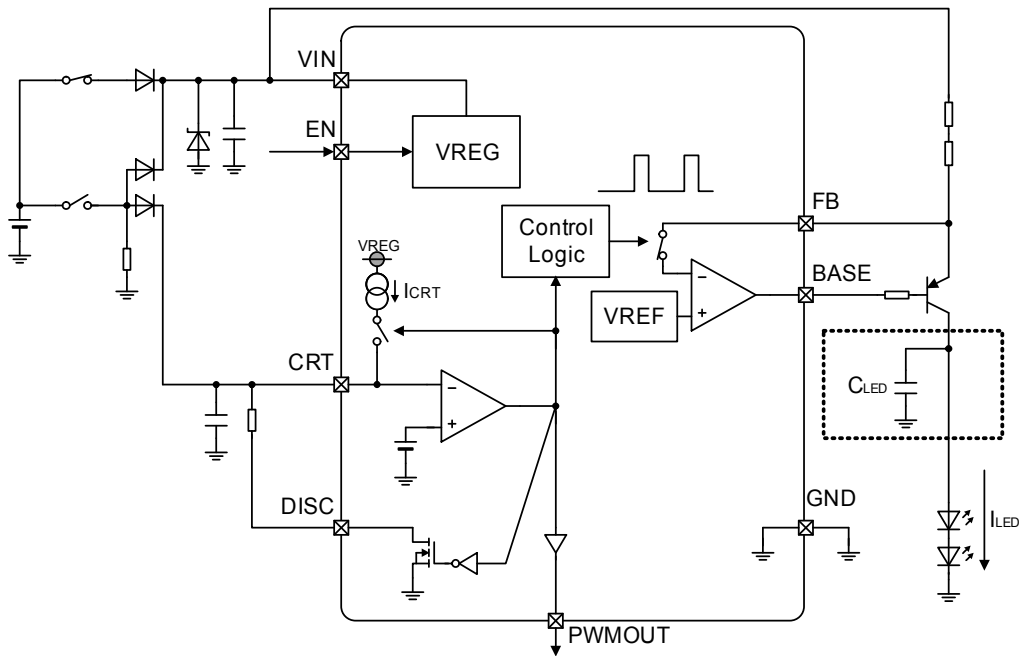 VIN
EN
VREG
FB
Control
Logic
VREG
ICRT
BASE
VREF
CRT
CLED
DISC
GND
ILED
PWMOUT